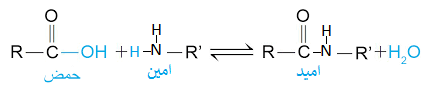 O H O H
R–C–OH + H–N–R’ ⇌ R–C–N–R’ + H₂O
حمض امين اميد